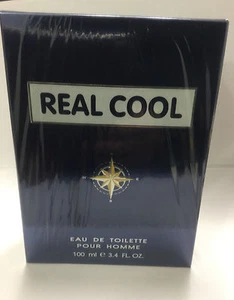 REAL COOL
EAU DE TOILETTE
POUR HOMME
100 ml e 3.4 FL. OZ.